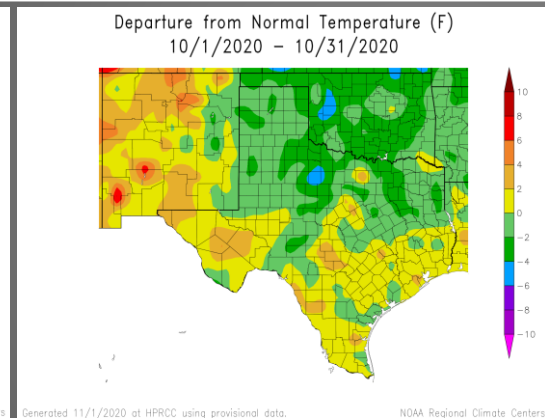 Departure from Normal Temperature (F)
10/1/2020 - 10/31/2020
10
8
6
4
2
0
-2
-4
-6
-8
-10
s
Generated 11/1/2020 at HPRCC using provisional data.
NOAA Regional Climate Centers